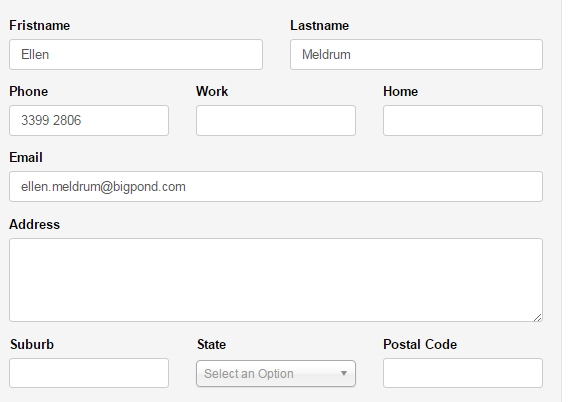 Fristname Lastname
Ellen Meldrum
Phone Work Home
3399 2806
Email
ellen.meldrum@bigpond.com
Address
Suburb State Postal Code
Select an Option